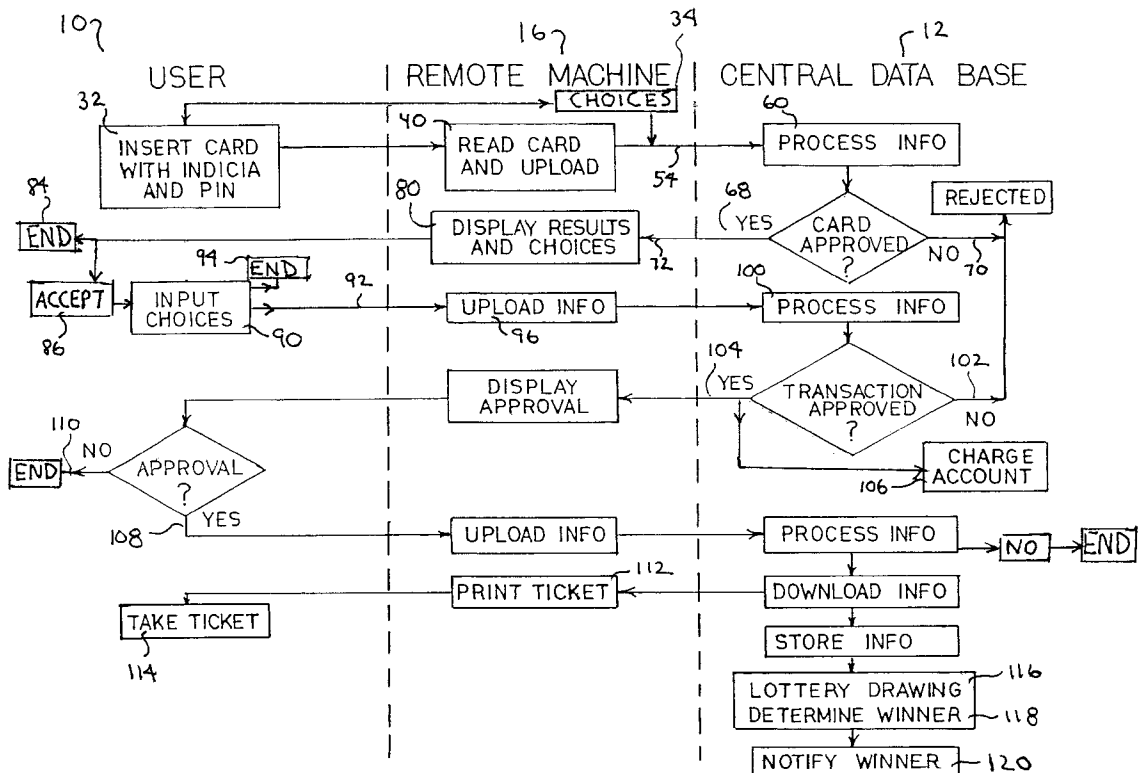 10
16
34
12
USER
REMOTE MACHINE
CENTRAL DATA BASE
32
CHOICES
INSERT CARD
WITH INDICIA
AND PIN
40
READ CARD
AND UPLOAD
54
60
PROCESS INFO
84
END
80
DISPLAY RESULTS
AND CHOICES
72
68
YES
CARD
APPROVED
?
NO
70
REJECTED
ACCEPT
86
INPUT
CHOICES
90
94
END
92
UPLOAD INFO
96
100
PROCESS INFO
DISPLAY
APPROVAL
104
YES
TRANSACTION
APPROVED
?
102
NO
CHARGE
ACCOUNT
106
110
NO
END
APPROVAL
?
108
YES
UPLOAD INFO
PROCESS INFO
NO
END
112
PRINT TICKET
DOWNLOAD INFO
TAKE TICKET
114
STORE INFO
LOTTERY DRAWING
116
DETERMINE WINNER
118
NOTIFY WINNER
120